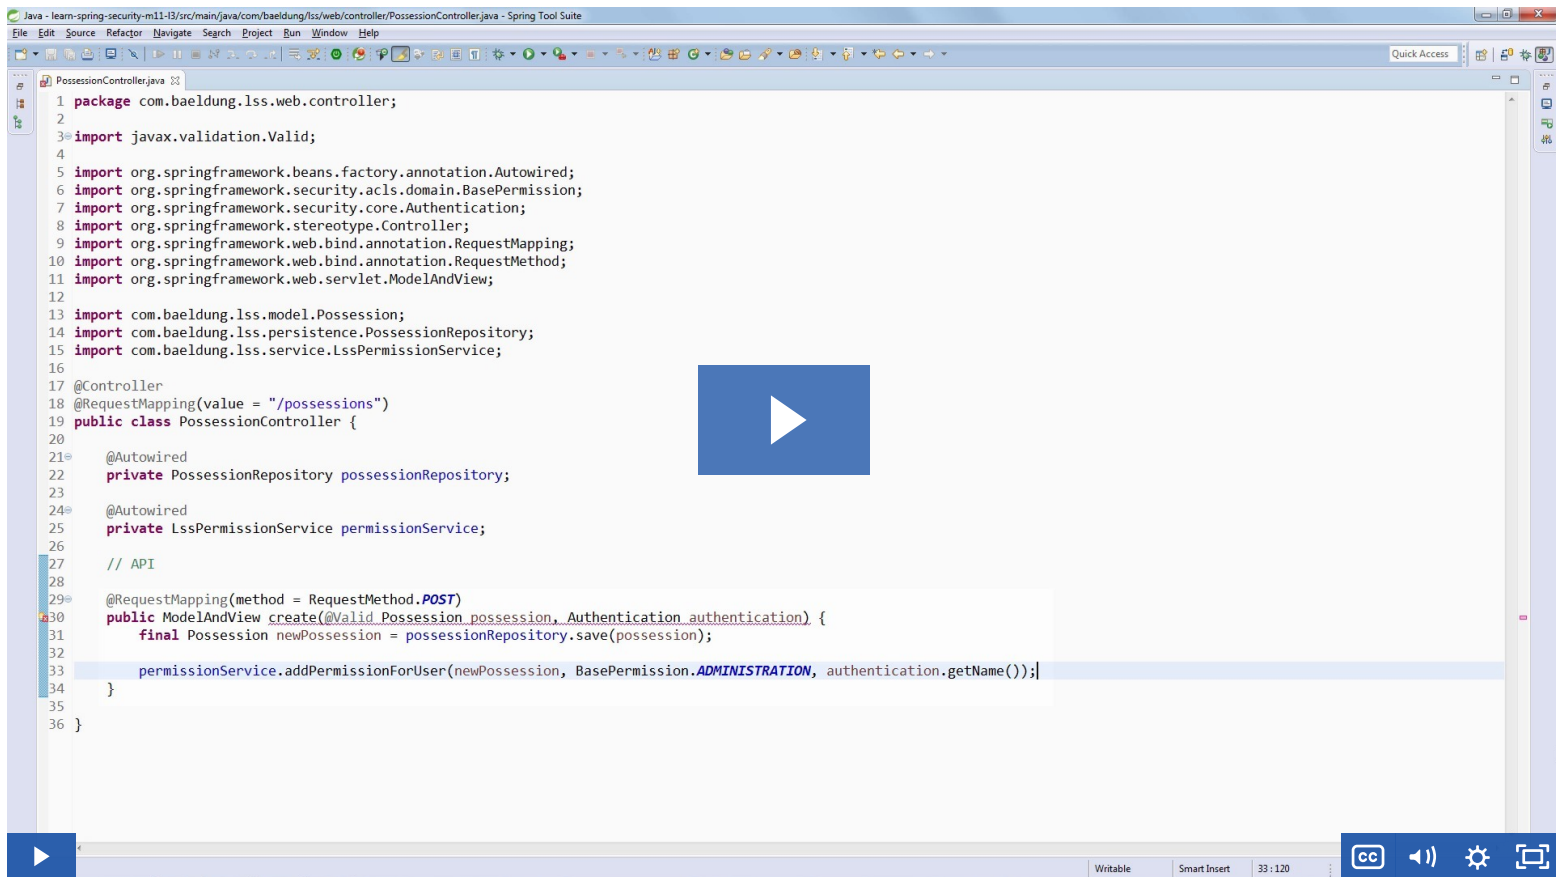 Java - learn-spring-security-m11-l3/src/main/java/com/baeldung/lss/web/controller/PossessionController.java - Spring Tool Suite
File Edit Source Refactor Navigate Search Project Run Window Help
Quick Access
PossessionController.java
1 package com.baeldung.lss.web.controller;
2
3 import javax.validation.Valid;
4
5 import org.springframework.beans.factory.annotation.Autowired;
6 import org.springframework.security.acls.domain.BasePermission;
7 import org.springframework.security.core.Authentication;
8 import org.springframework.stereotype.Controller;
9 import org.springframework.web.bind.annotation.RequestMapping;
10 import org.springframework.web.bind.annotation.RequestMethod;
11 import org.springframework.web.servlet.ModelAndView;
12
13 import com.baeldung.lss.model.Possession;
14 import com.baeldung.lss.persistence.PossessionRepository;
15 import com.baeldung.lss.service.LssPermissionService;
16
17 @Controller
18 @RequestMapping(value = "/possessions")
19 public class PossessionController {
20
21 @Autowired
22 private PossessionRepository possessionRepository;
23
24 @Autowired
25 private LssPermissionService permissionService;
26
27 // API
28
29 @RequestMapping(method = RequestMethod.POST)
30 public ModelAndView create(@Valid Possession possession, Authentication authentication) {
31 final Possession newPossession = possessionRepository.save(possession);
32
33 permissionService.addPermissionForUser(newPossession, BasePermission.ADMINISTRATION, authentication.getName());
34 }
35
36 }
Writable Smart Insert 33 : 120
CC